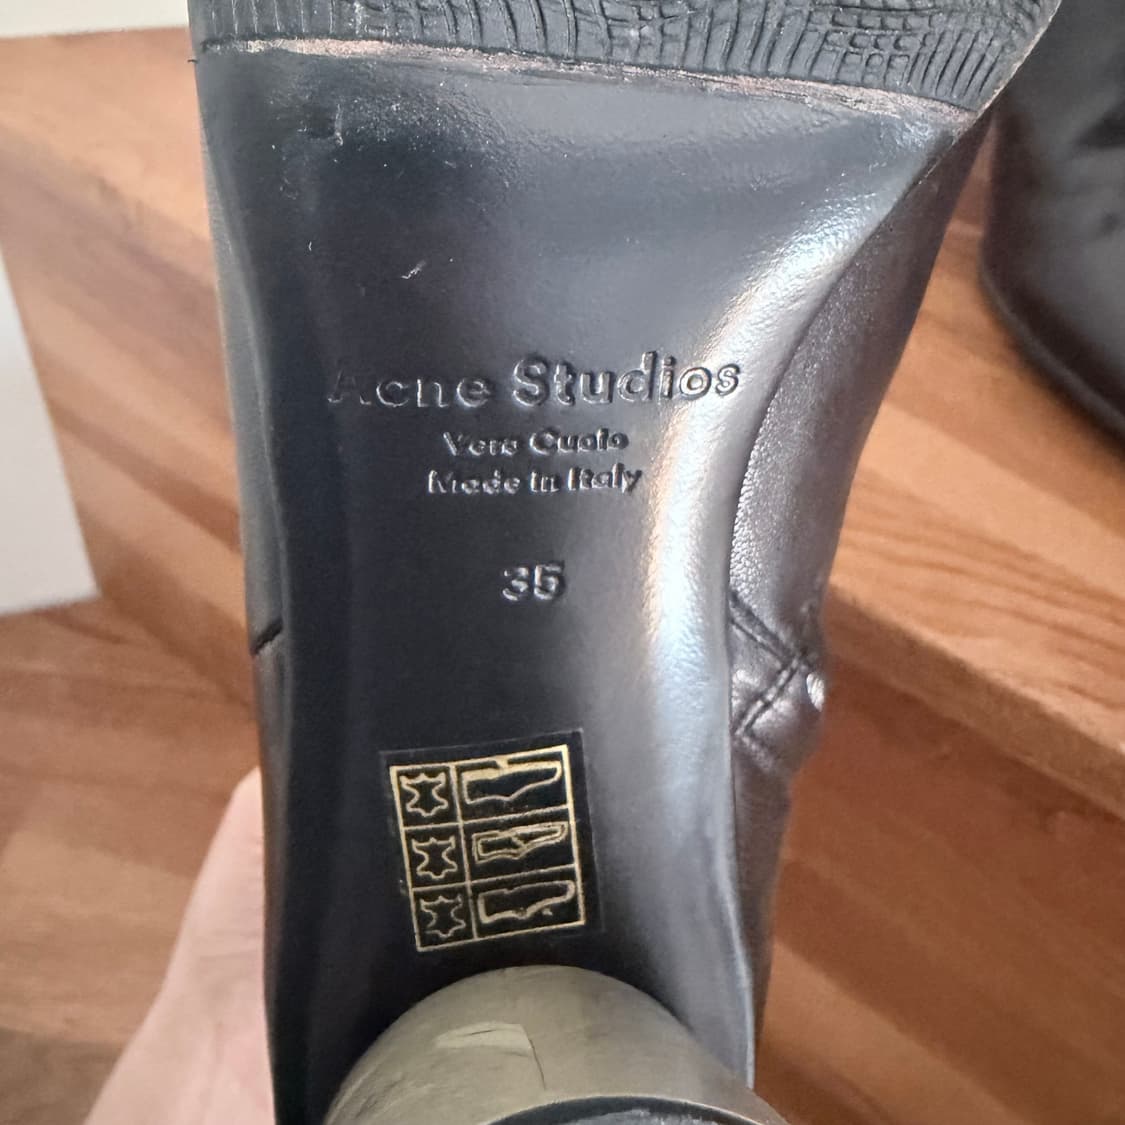 Acne Studios
Vero Cuoio
Made in Italy
35